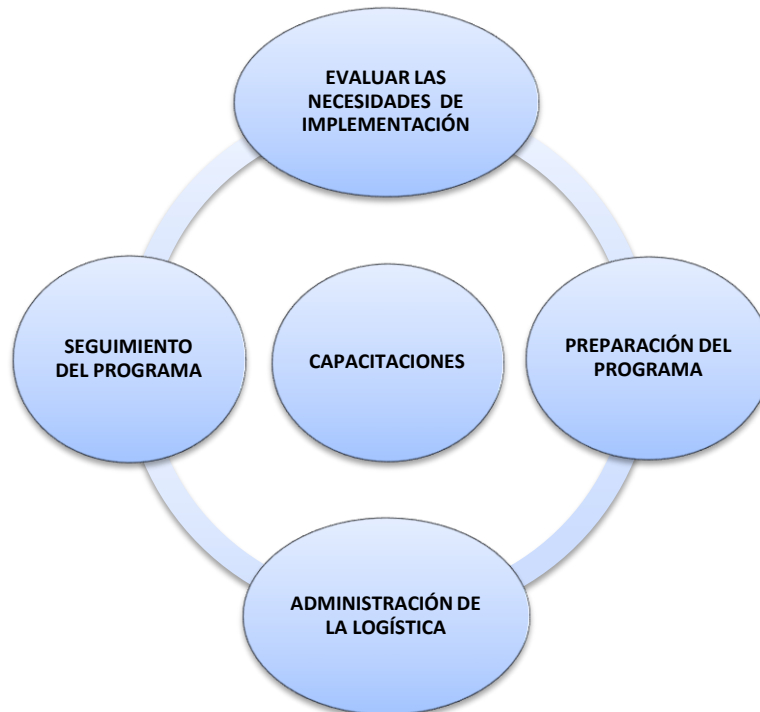 EVALUAR LAS
NECESIDADES DE
IMPLEMENTACIÓN
SEGUIMIENTO
DEL PROGRAMA
CAPACITACIONES
PREPARACIÓN DEL
PROGRAMA
ADMINISTRACIÓN DE
LA LOGÍSTICA